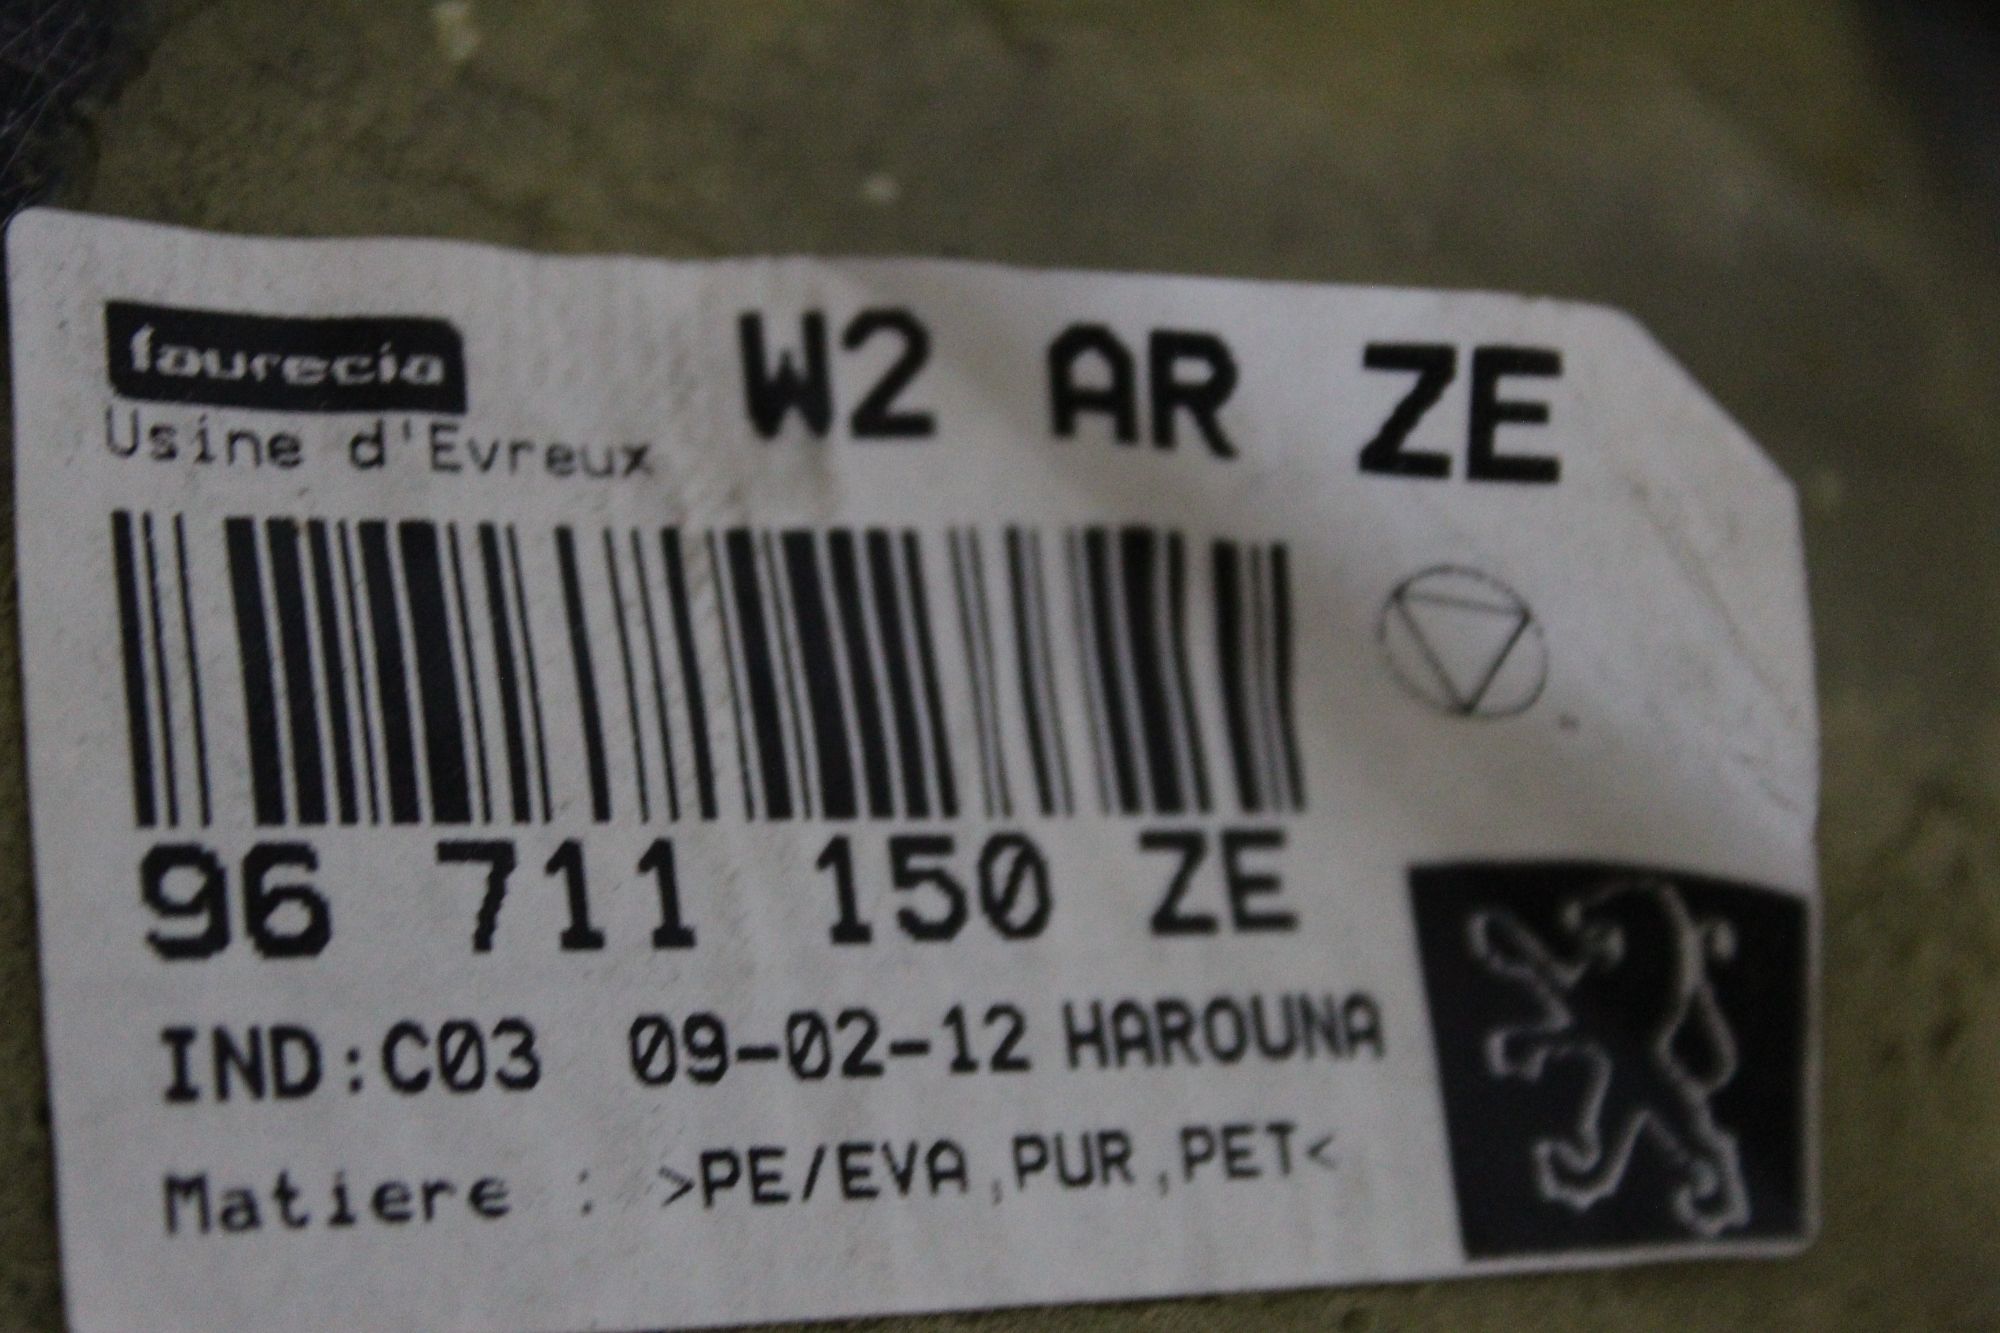 faurecia
W2 AR ZE
Usine d'Evreux
96 711 150 ZE
IND:C03 09-02-12 HAROUNA
Matiere : >PE/EVA,PUR,PET<